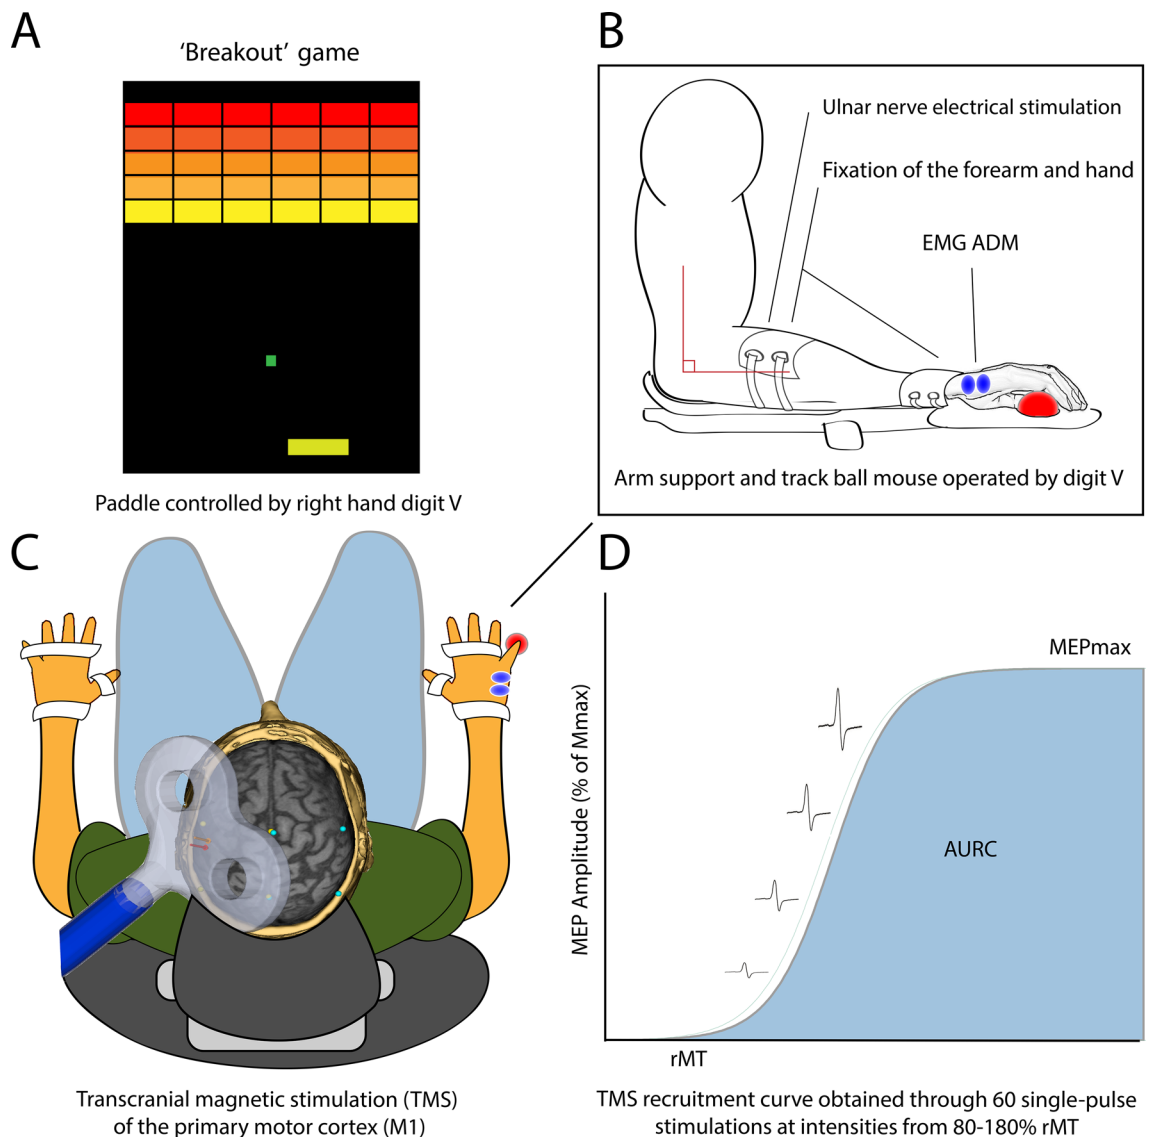 A
'Breakout' game
Paddle controlled by right hand digit V
B
Ulnar nerve electrical stimulation
Fixation of the forearm and hand
EMG ADM
Arm support and track ball mouse operated by digit V
C
Transcranial magnetic stimulation (TMS)
of the primary motor cortex (M1)
D
MEP Amplitude (% of Mmax)
MEPmax
AURC
rMT
TMS recruitment curve obtained through 60 single-pulse
stimulations at intensities from 80-180% rMT